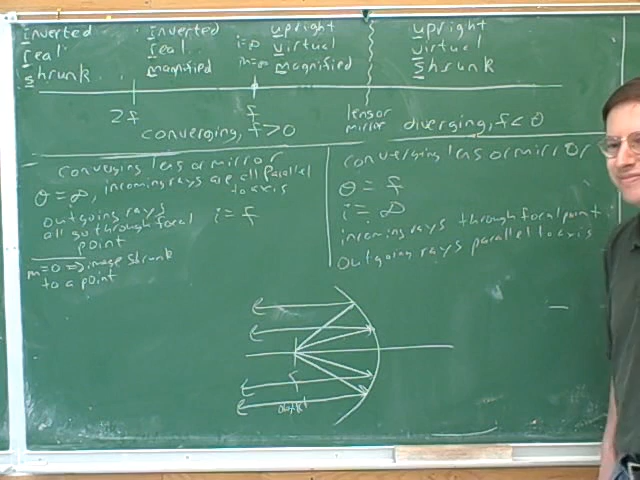 inverted
real
shrunk
inverted
real
magnified
i=∞
m=∞
upright
virtual
magnified
upright
virtual
shrunk
2f
f
converging, f>0
lens or
mirror
diverging, f<0
converging lens or mirror
o = ∞, incoming rays are all parallel
to axis
outgoing rays
all go through focal
point
i = f
m=0 => image shrunk
to a point
converging lens or mirror
o = f
i = ∞
incoming rays through focal point
outgoing rays parallel to axis
f
object